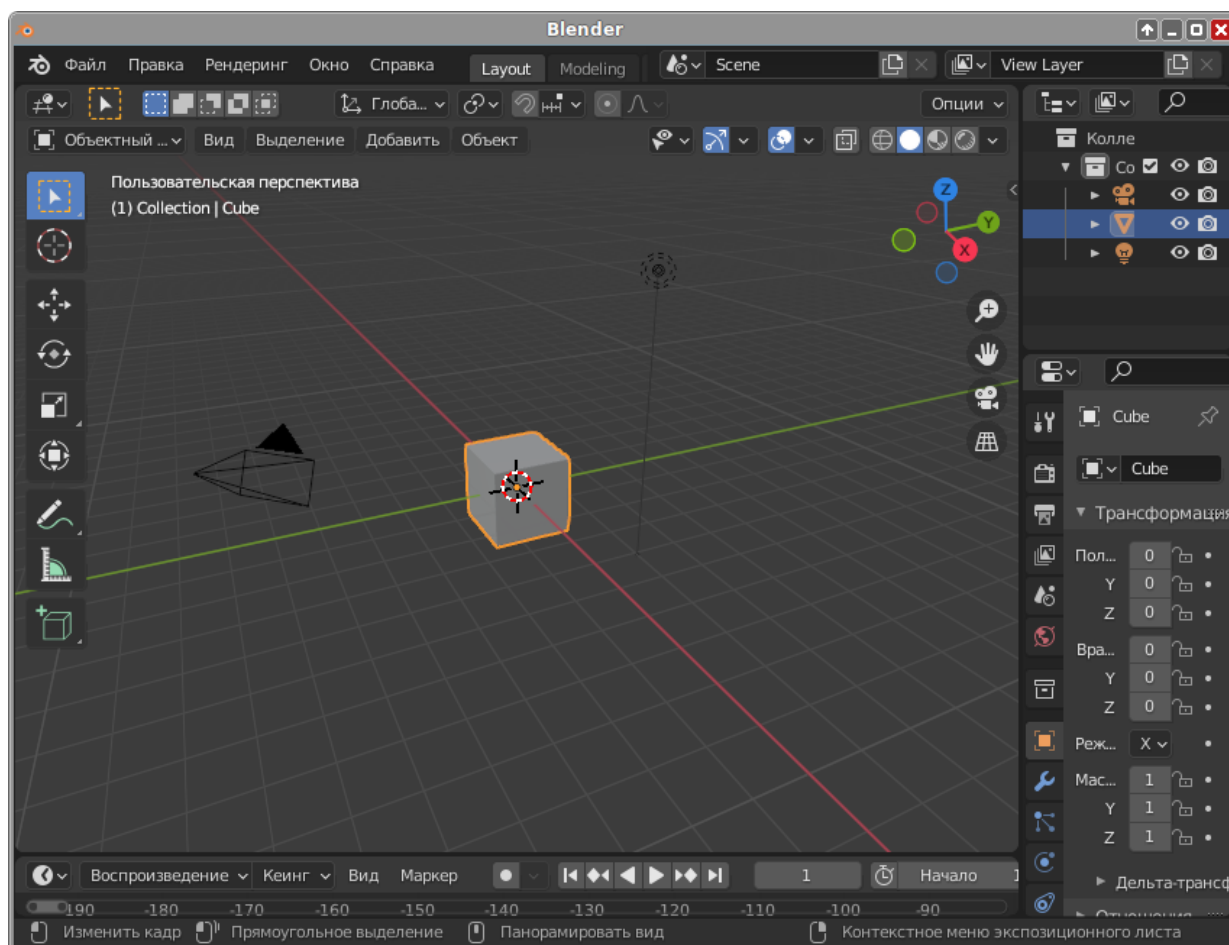 Blender
Файл Правка Рендеринг Окно Справка Layout Modeling Scene View Layer
Глоба... Опции
Объектный ... Вид Выделение Добавить Объект
Пользовательская перспектива
(1) Collection | Cube
Z
Y
X
Колле
Co
Cube
Cube
Трансформация
Пол... 0
Y 0
Z 0
Вра... 0
Y 0
Z 0
Реж... X
Мас... 1
Y 1
Z 1
Дельта-трансф
Отношения
Воспроизведение Кеинг Вид Маркер 1 Начало 1
-190 -180 -170 -160 -150 -140 -130 -120 -110 -100 -90
Изменить кадр Прямоугольное выделение Панорамировать вид Контекстное меню экспозиционного листа